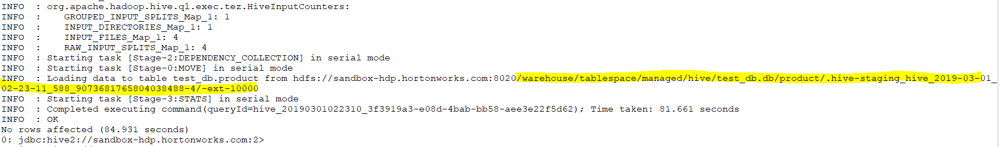 INFO  : org.apache.hadoop.hive.ql.exec.tez.HiveInputCounters:
INFO  :    GROUPED_INPUT_SPLITS_Map_1: 1
INFO  :    INPUT_DIRECTORIES_Map_1: 1
INFO  :    INPUT_FILES_Map_1: 4
INFO  :    RAW_INPUT_SPLITS_Map_1: 4
INFO  : Starting task [Stage-2:DEPENDENCY_COLLECTION] in serial mode
INFO  : Starting task [Stage-0:MOVE] in serial mode
INFO  : Loading data to table test_db.product from hdfs://sandbox-hdp.hortonworks.com:8020/warehouse/tablespace/managed/hive/test_db.db/product/.hive-staging_hive_2019-03-01_
02-23-11_588_9073681765804038488-4/-ext-10000
INFO  : Starting task [Stage-3:STATS] in serial mode
INFO  : Completed executing command(queryId=hive_20190301022310_3f3919a3-e08d-4bab-bb58-aee3e22f5d62); Time taken: 81.661 seconds
INFO  : OK
No rows affected (84.931 seconds)
0: jdbc:hive2://sandbox-hdp.hortonworks.com:2>